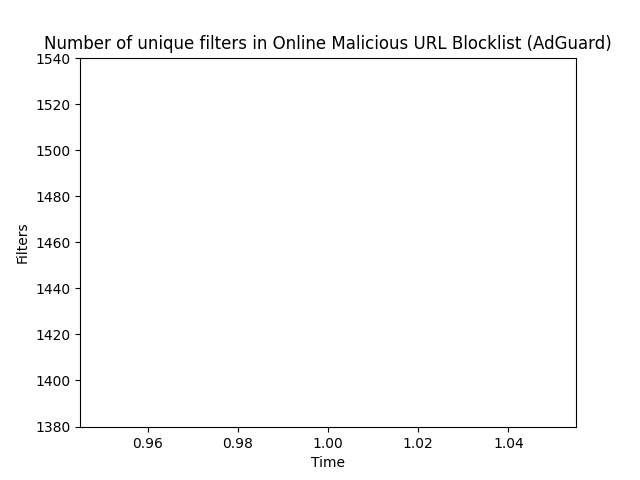 Number of unique filters in Online Malicious URL Blocklist (AdGuard)
1540
1520
1500
1480
1460
1440
1420
1400
1380
Filters
0.96 0.98 1.00 1.02 1.04
Time